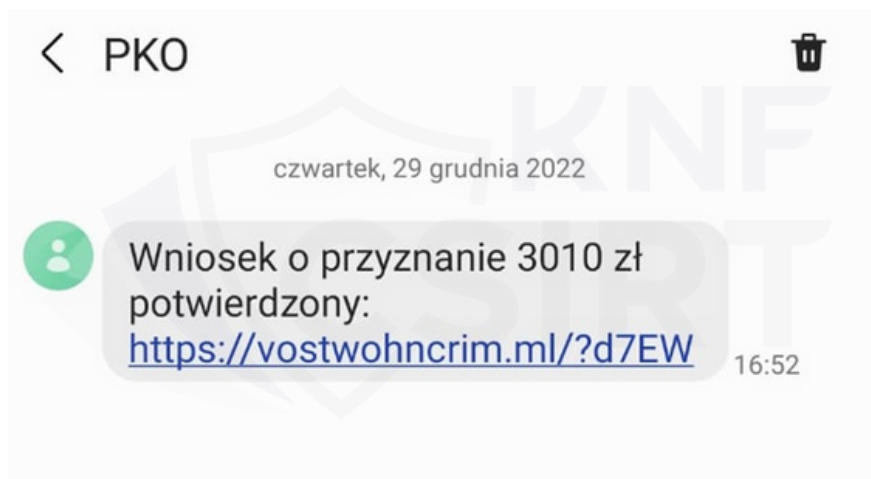 PKO
czwartek, 29 grudnia 2022
Wniosek o przyznanie 3010 zł
potwierdzony:
https://vostwohncrim.ml/?d7EW
16:52
KNF
CSIRT